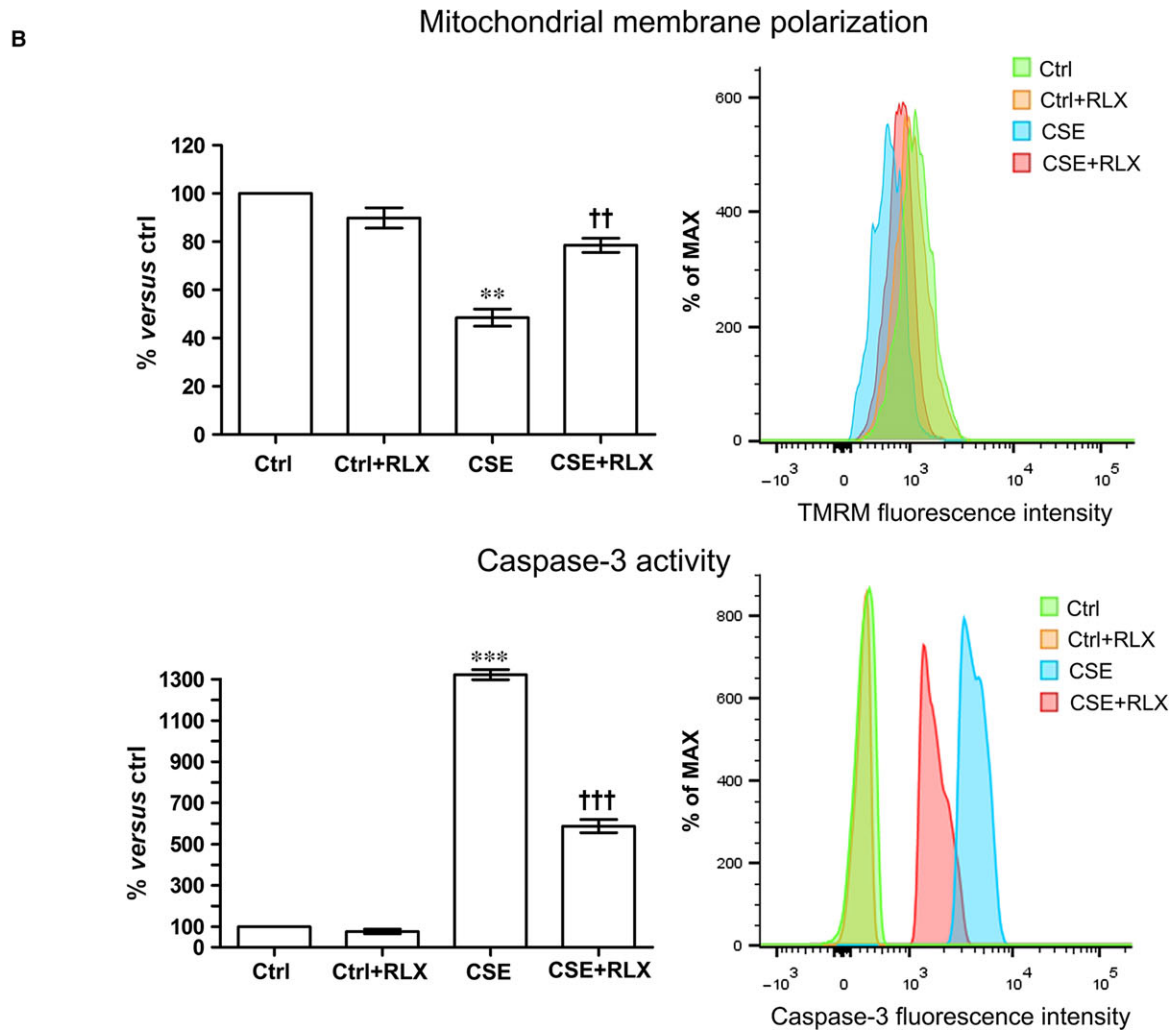 B
Mitochondrial membrane polarization
% versus ctrl
120
100
80
60
40
20
0
**
††
Ctrl
Ctrl+RLX
CSE
CSE+RLX
% of MAX
600
400
200
0
Ctrl
Ctrl+RLX
CSE
CSE+RLX
−10³ 0 10³ 10⁴ 10⁵
TMRM fluorescence intensity
Caspase-3 activity
% versus ctrl
1300
1100
900
700
500
300
100
0
***
†††
Ctrl
Ctrl+RLX
CSE
CSE+RLX
% of MAX
800
600
400
200
0
Ctrl
Ctrl+RLX
CSE
CSE+RLX
−10³ 0 10³ 10⁴ 10⁵
Caspase-3 fluorescence intensity